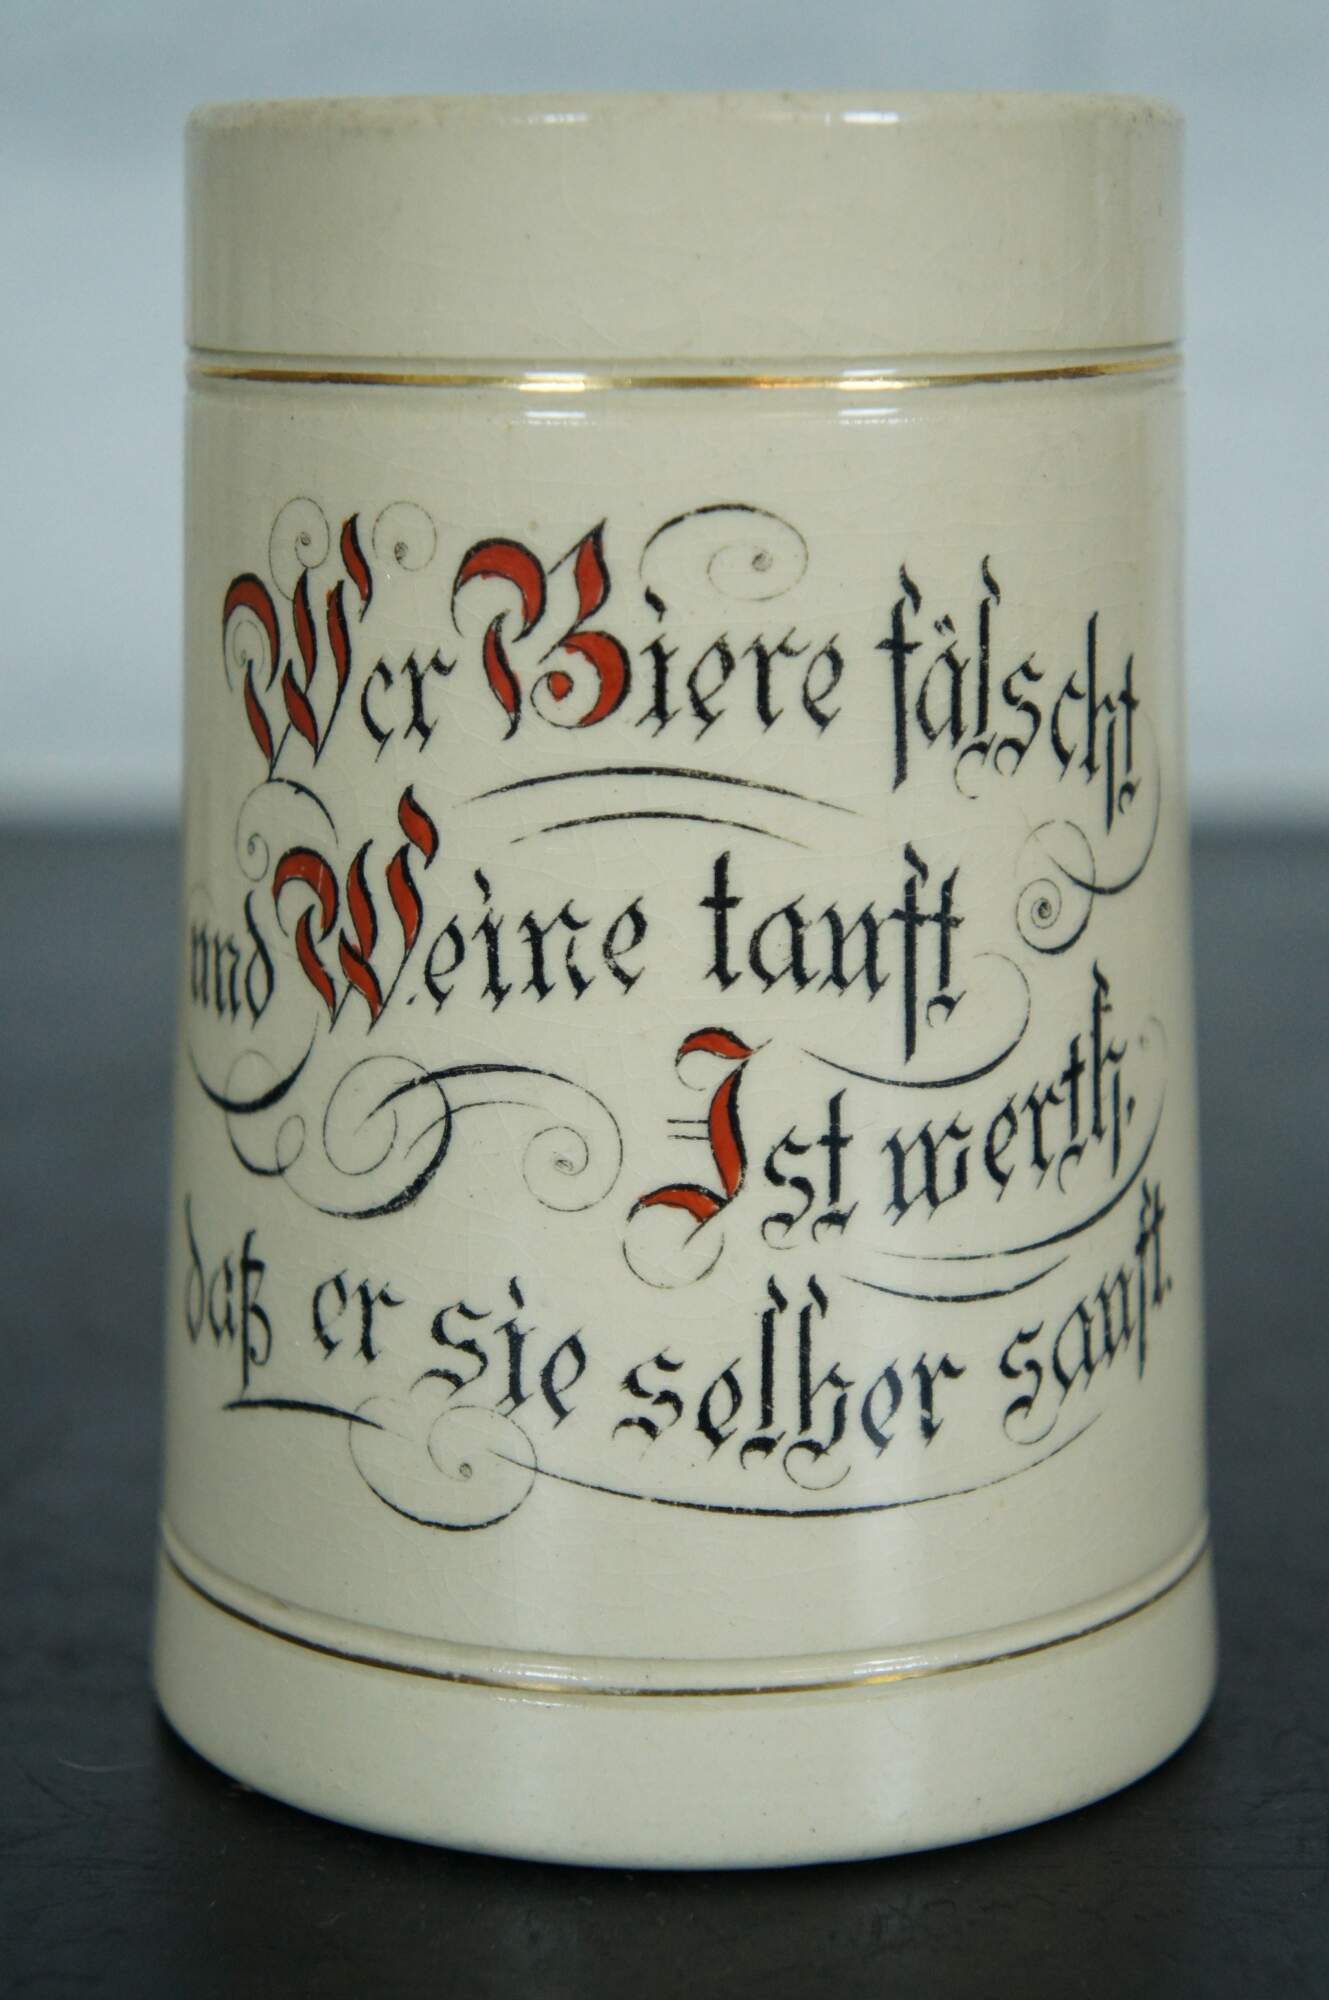 Wer Biere fälscht
und Weine tauft
Ist werth,
daß er sie selber sauft.